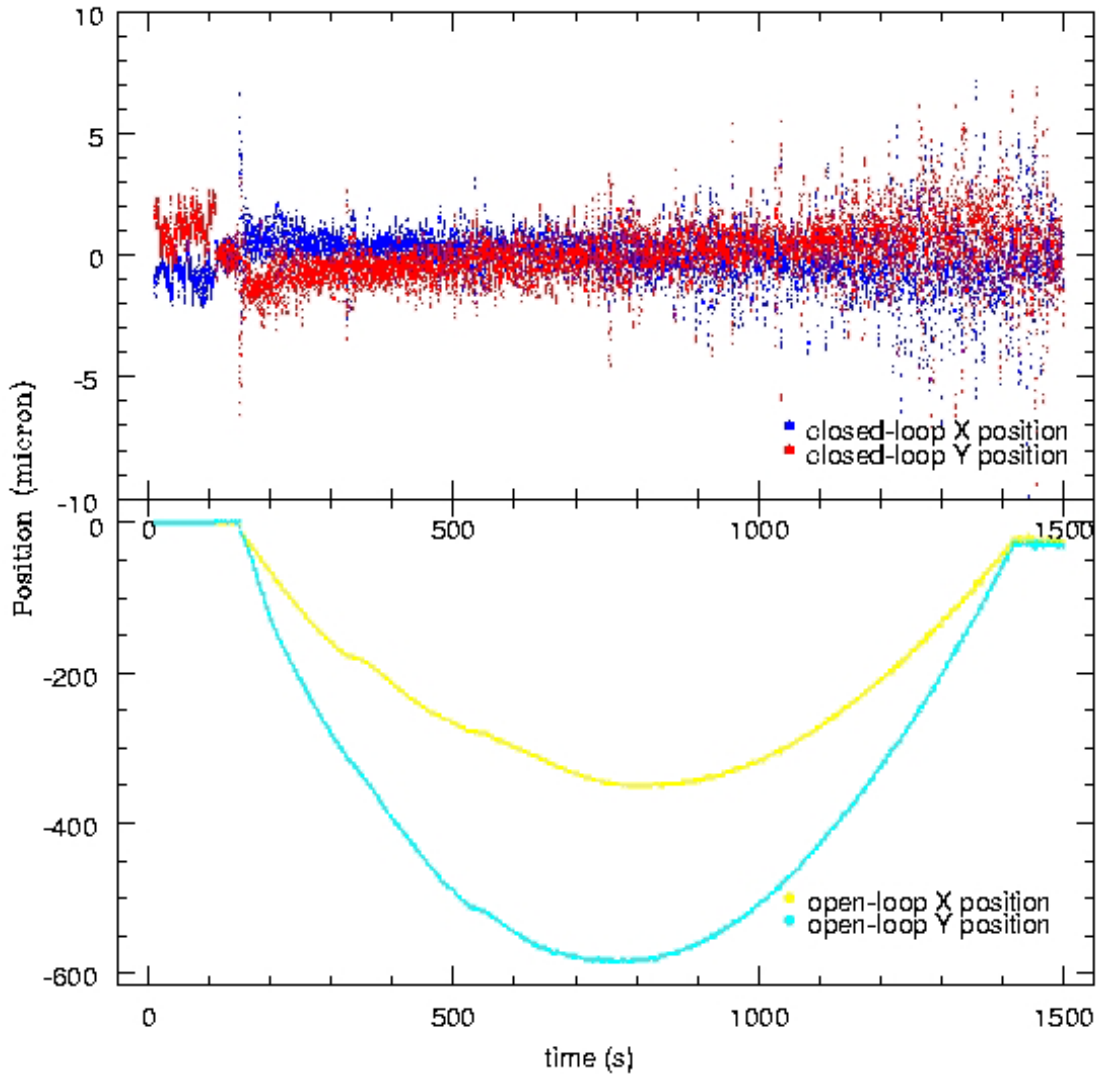 10
5
0
-5
-10
closed-loop X position
closed-loop Y position
Position (micron)
0 500 1000 1500
0
-200
-400
-600
open-loop X position
open-loop Y position
0 500 1000 1500
time (s)